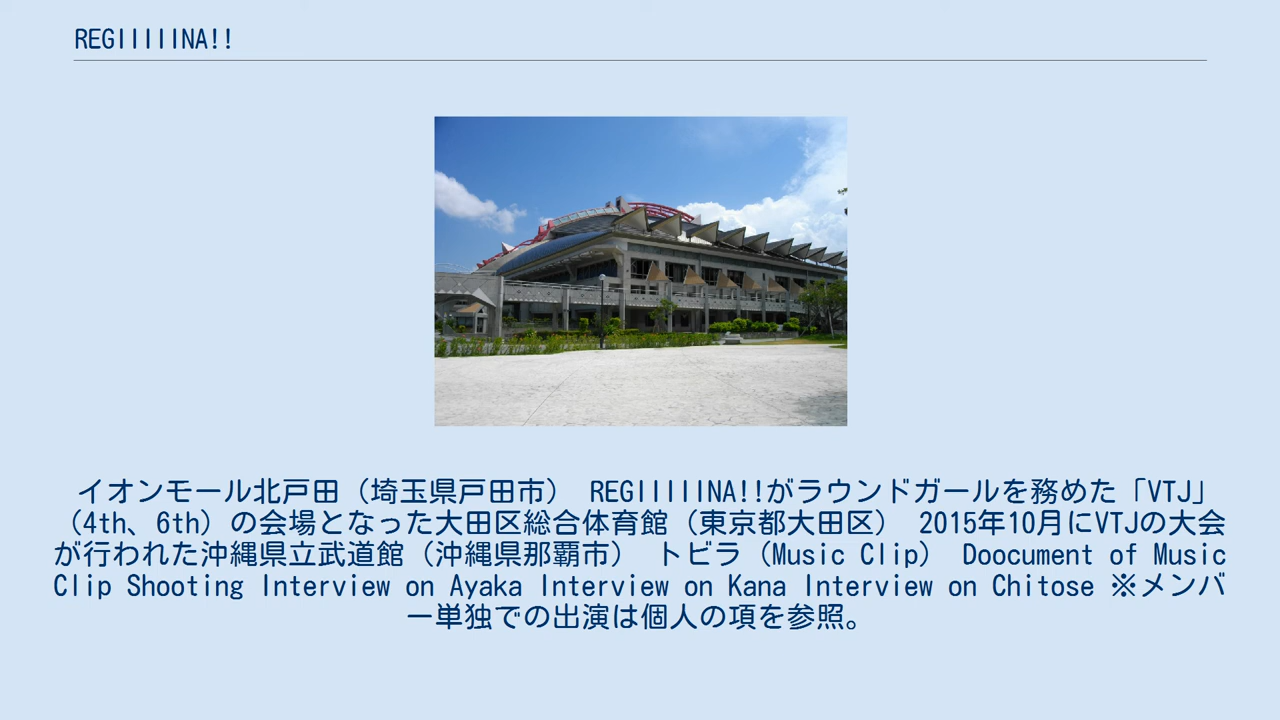 REGIIIIINA!!
イオンモール北戸田（埼玉県戸田市） REGIIIIINA!!がラウンドガールを務めた「VTJ」
（4th、6th）の会場となった大田区総合体育館（東京都大田区） 2015年10月にVTJの大会
が行われた沖縄県立武道館（沖縄県那覇市） トビラ（Music Clip） Doocument of Music
Clip Shooting Interview on Ayaka Interview on Kana Interview on Chitose ※メンバ
ー単独での出演は個人の項を参照。